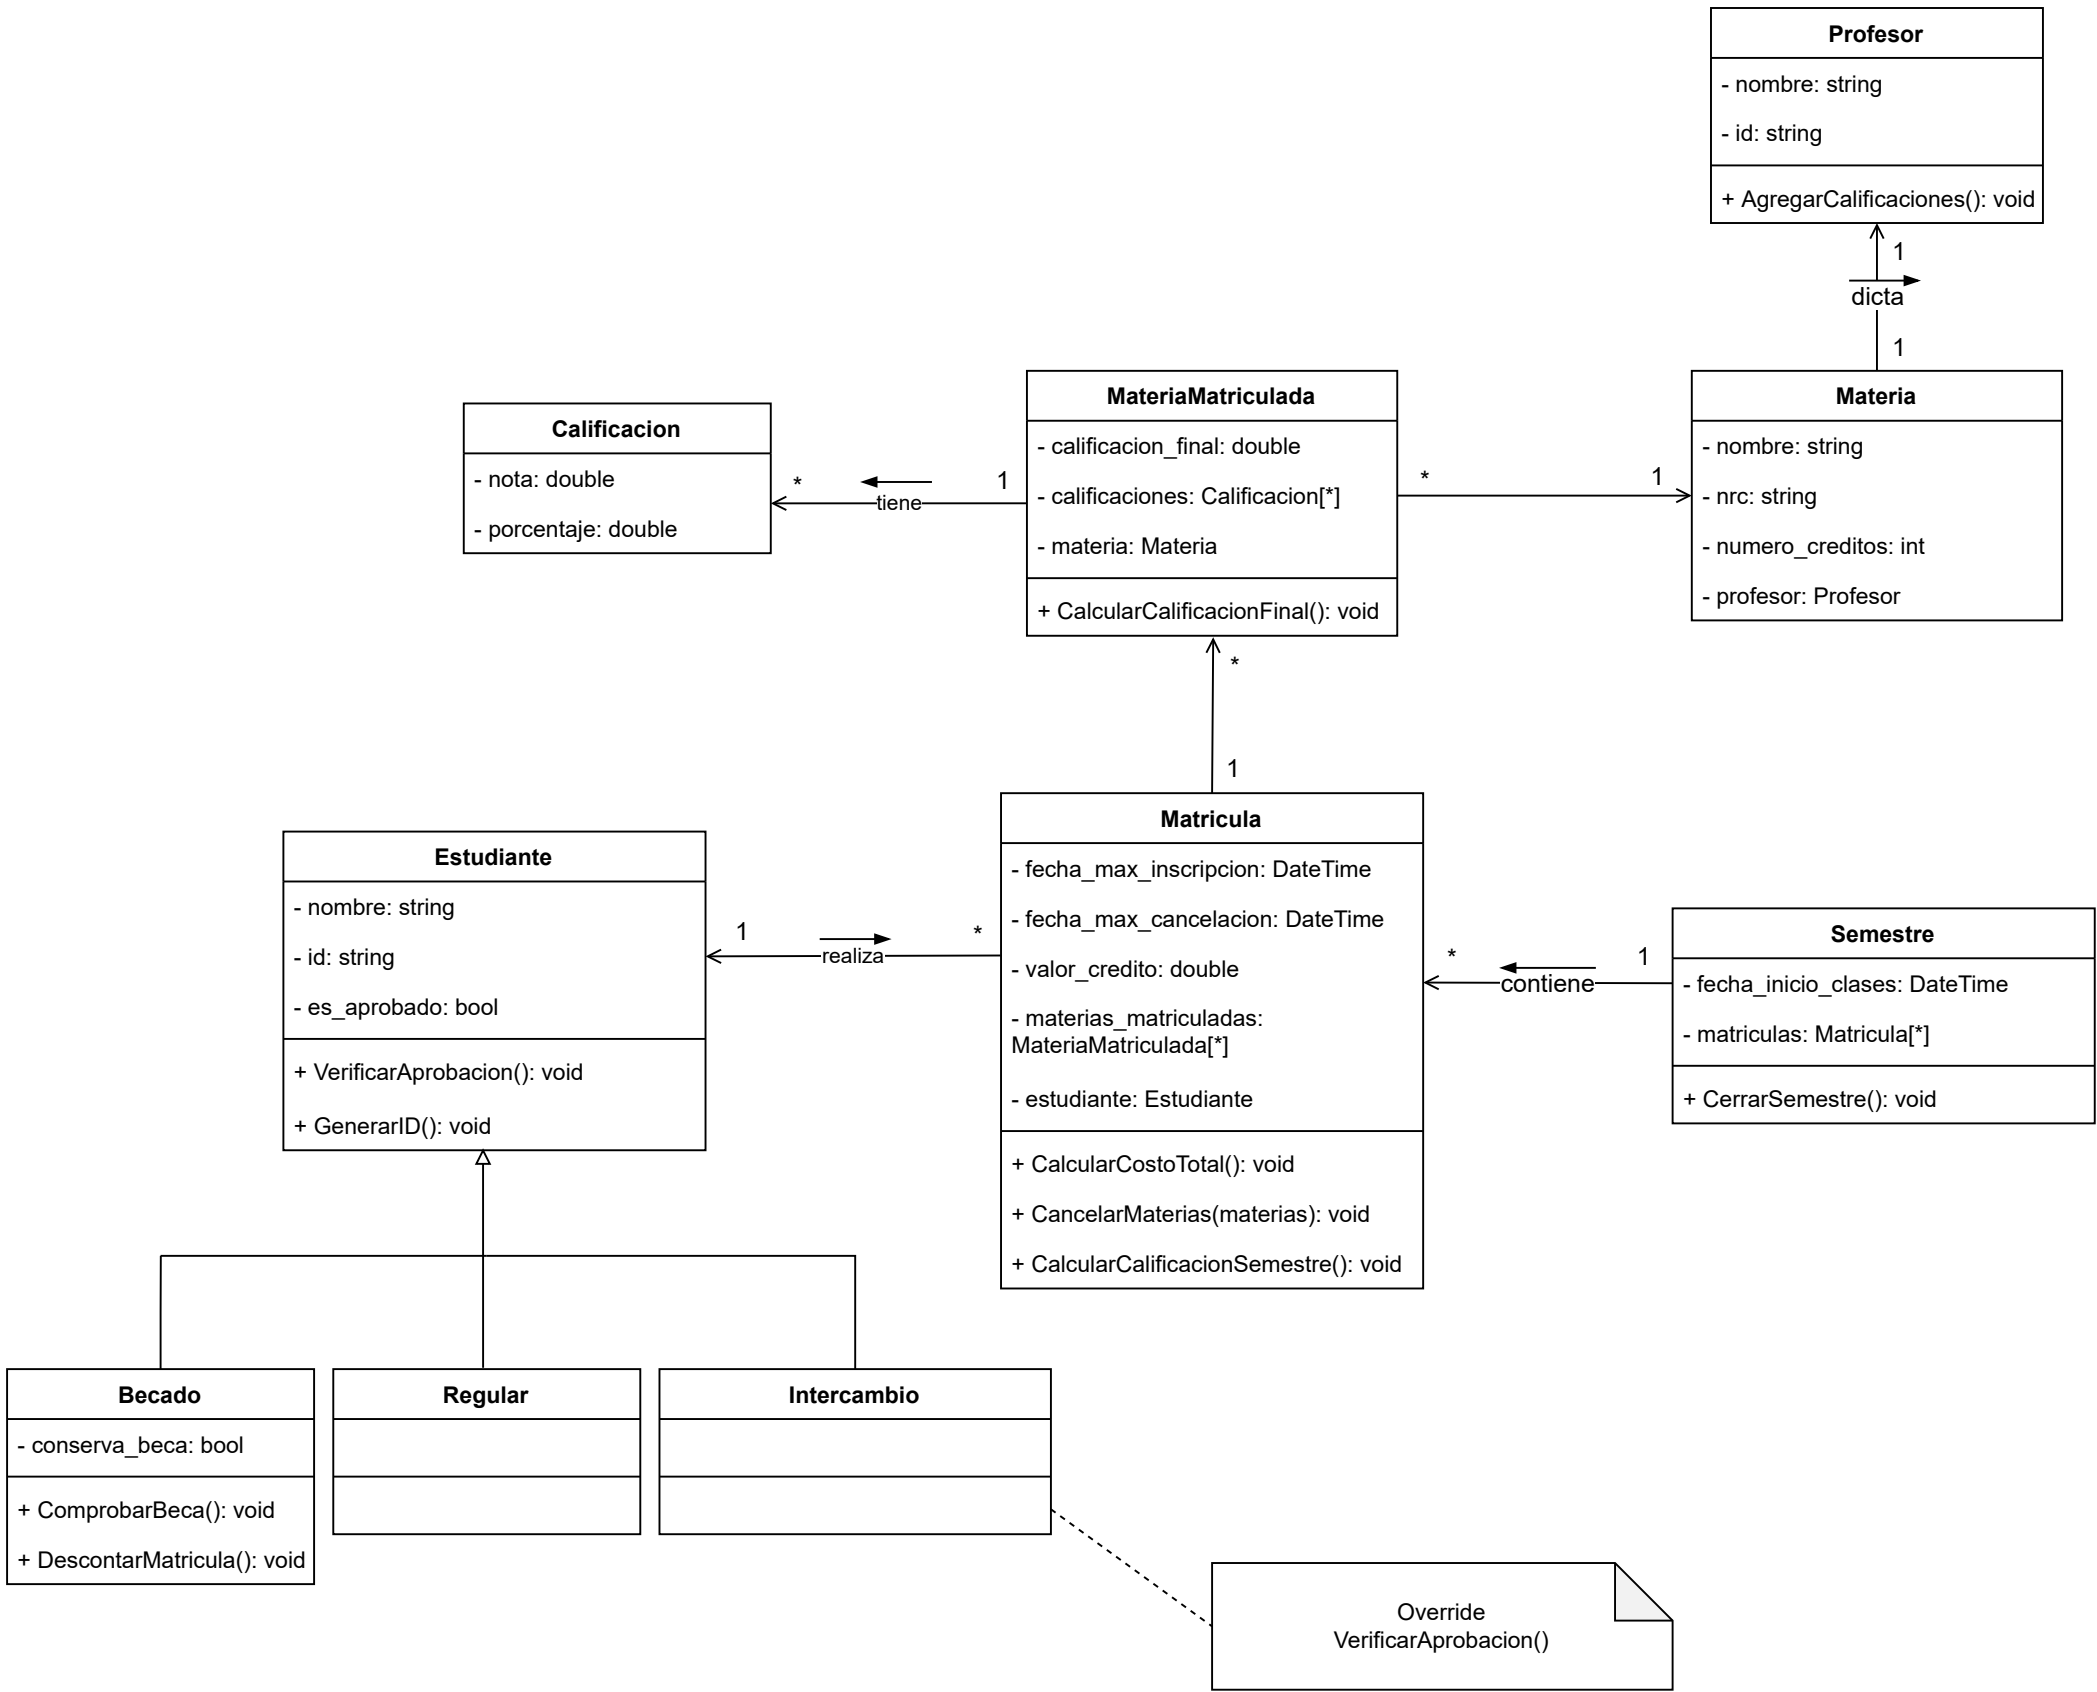 Profesor
- nombre: string
- id: string
+ AgregarCalificaciones(): void
1
dicta
1
Calificacion
- nota: double
- porcentaje: double
*
tiene
1
MateriaMatriculada
- calificacion_final: double
- calificaciones: Calificacion[*]
- materia: Materia
+ CalcularCalificacionFinal(): void
*
1
Materia
- nombre: string
- nrc: string
- numero_creditos: int
- profesor: Profesor
*
1
Estudiante
- nombre: string
- id: string
- es_aprobado: bool
+ VerificarAprobacion(): void
+ GenerarID(): void
1
realiza
*
Matricula
- fecha_max_inscripcion: DateTime
- fecha_max_cancelacion: DateTime
- valor_credito: double
- materias_matriculadas:
MateriaMatriculada[*]
- estudiante: Estudiante
+ CalcularCostoTotal(): void
+ CancelarMaterias(materias): void
+ CalcularCalificacionSemestre(): void
*
contiene
1
Semestre
- fecha_inicio_clases: DateTime
- matriculas: Matricula[*]
+ CerrarSemestre(): void
Becado
- conserva_beca: bool
+ ComprobarBeca(): void
+ DescontarMatricula(): void
Regular
Intercambio
Override
VerificarAprobacion()